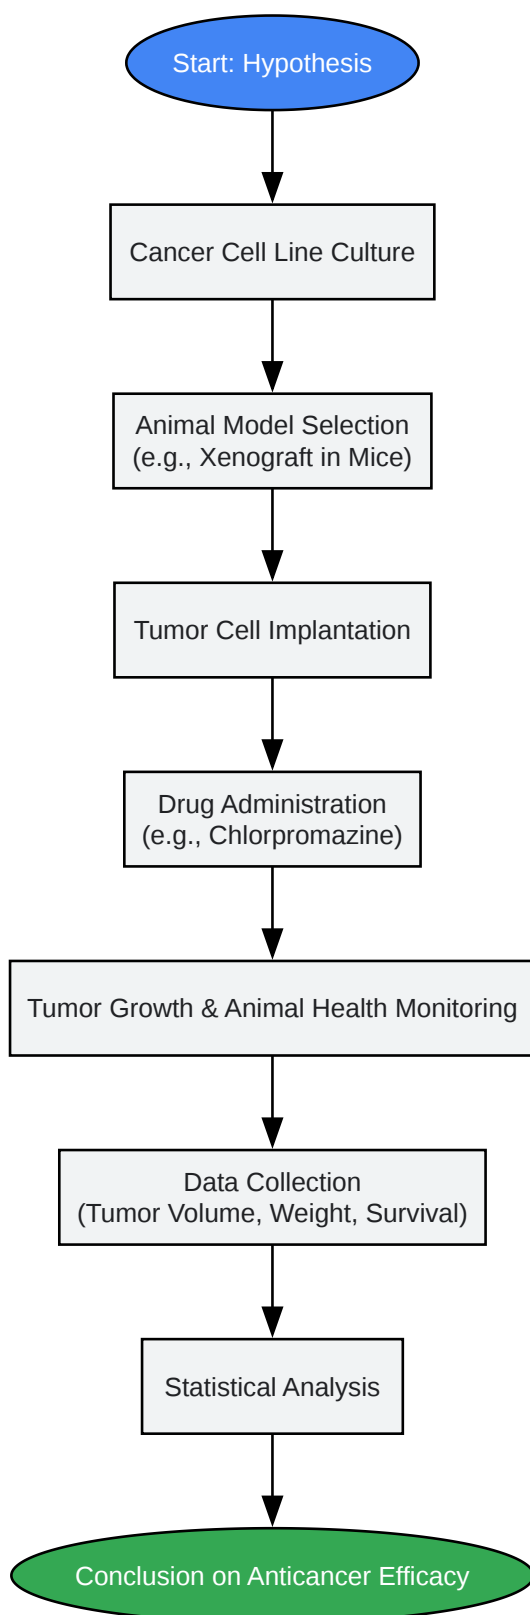 Start: Hypothesis
Cancer Cell Line Culture
Animal Model Selection
(e.g., Xenograft in Mice)
Tumor Cell Implantation
Drug Administration
(e.g., Chlorpromazine)
Tumor Growth & Animal Health Monitoring
Data Collection
(Tumor Volume, Weight, Survival)
Statistical Analysis
Conclusion on Anticancer Efficacy